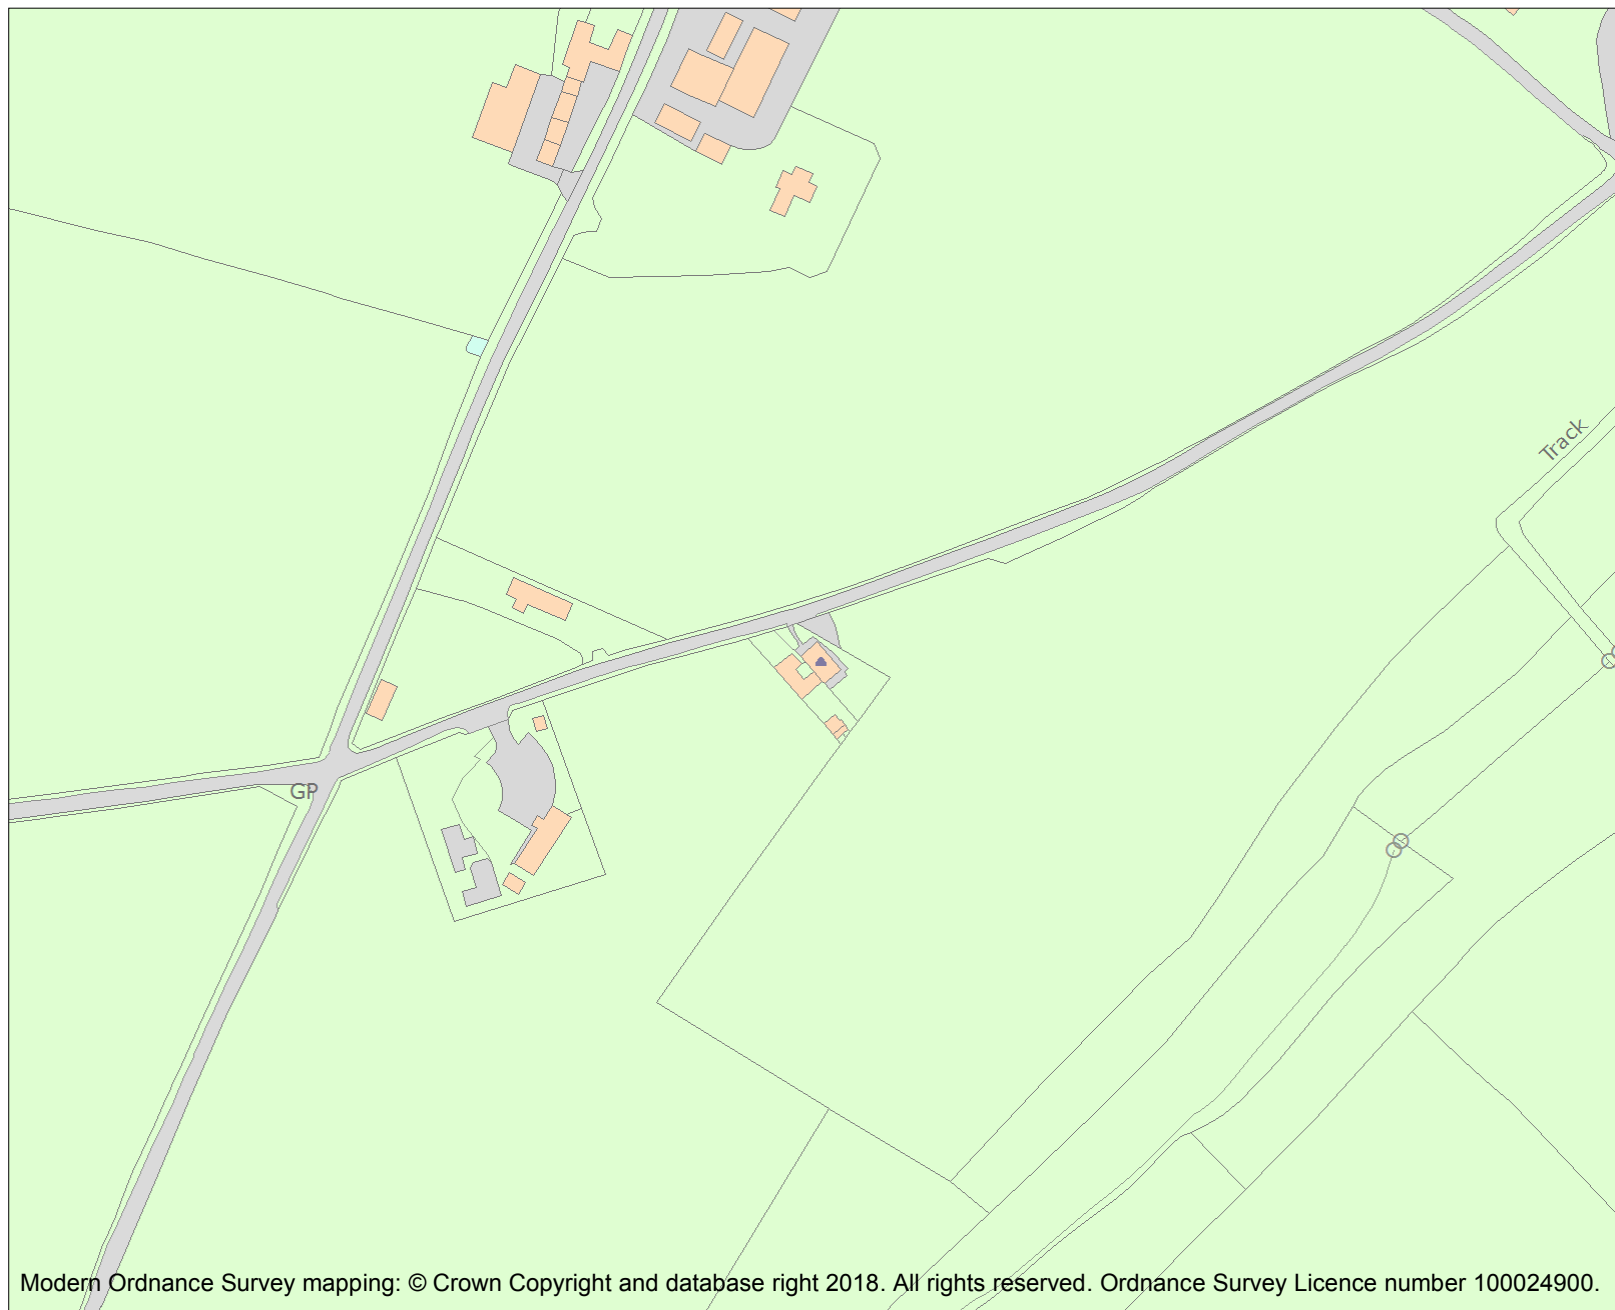 Track
GP
Modern Ordnance Survey mapping: © Crown Copyright and database right 2018. All rights reserved. Ordnance Survey Licence number 100024900.